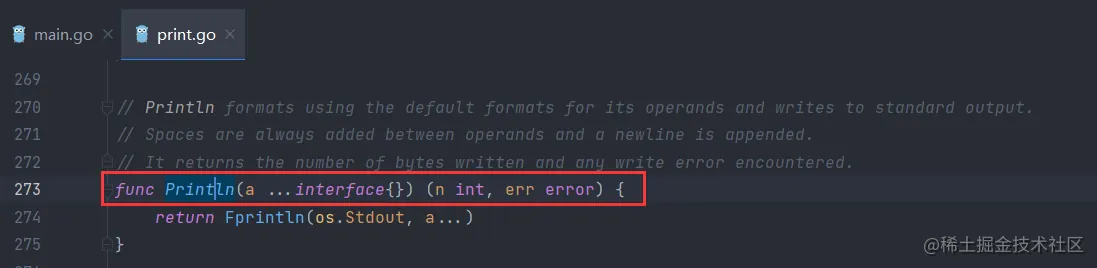 main.go × print.go ×
269
270 // Println formats using the default formats for its operands and writes to standard output.
271 // Spaces are always added between operands and a newline is appended.
272 // It returns the number of bytes written and any write error encountered.
273 func Println(a ...interface{}) (n int, err error) {
274 return Fprintln(os.Stdout, a...)
275 }
@稀土掘金技术社区